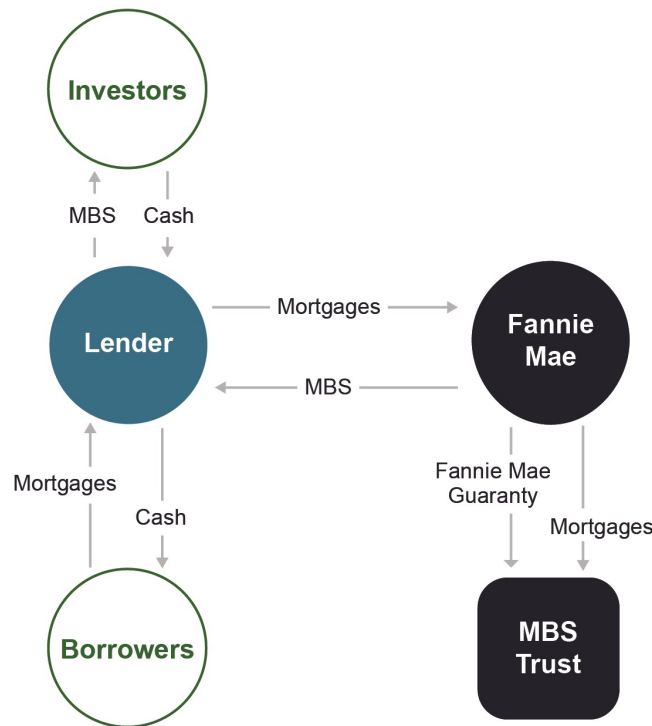 Investors
MBS
Cash
Lender
Mortgages
Fannie
Mae
MBS
Mortgages
Cash
Fannie Mae
Guaranty
Mortgages
Borrowers
MBS
Trust